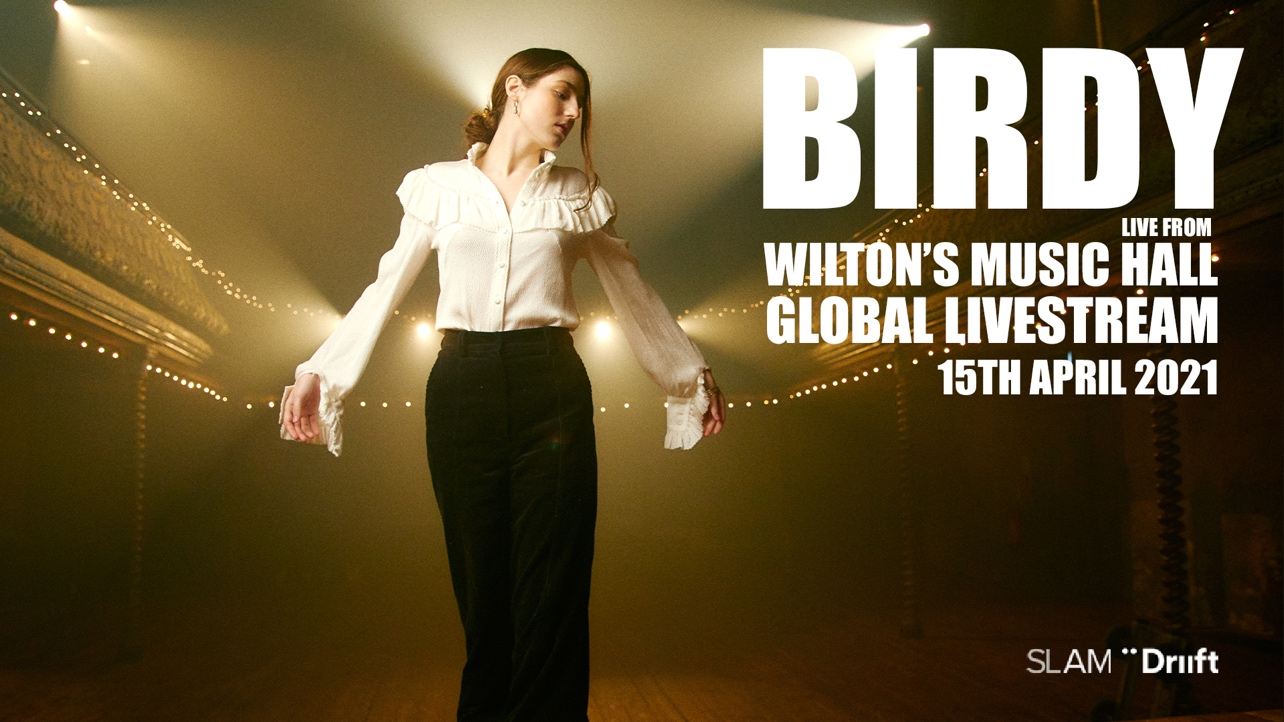 BIRDY
LIVE FROM
WILTON'S MUSIC HALL
GLOBAL LIVESTREAM
15TH APRIL 2021
SLAM Driift